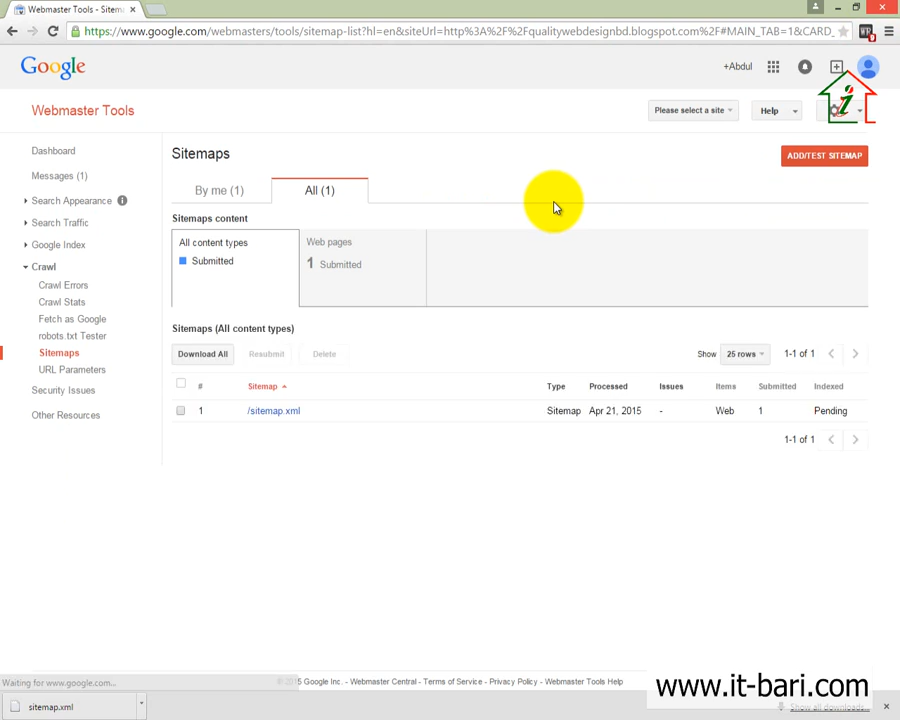 Webmaster Tools - Sitem
https://www.google.com/webmasters/tools/sitemap-list?hl=en&siteUrl=http%3A%2F%2Fqualitywebdesignbd.blogspot.com%2F#MAIN_TAB=1&CARD_
Google
+Abdul
Webmaster Tools
Please select a site
Help
Dashboard
Messages (1)
Search Appearance
Search Traffic
Google Index
Crawl
Crawl Errors
Crawl Stats
Fetch as Google
robots.txt Tester
Sitemaps
URL Parameters
Security Issues
Other Resources
Sitemaps
ADD/TEST SITEMAP
By me (1)
All (1)
Sitemaps content
All content types
Submitted
Web pages
1 Submitted
Sitemaps (All content types)
Download All
Resubmit
Delete
Show 25 rows 1-1 of 1
# Sitemap Type Processed Issues Items Submitted Indexed
1 /sitemap.xml Sitemap Apr 21, 2015 - Web 1 Pending
1-1 of 1
© 2015 Google Inc. - Webmaster Central - Terms of Service - Privacy Policy - Webmaster Tools Help
Waiting for www.google.com...
www.it-bari.com
sitemap.xml
Show all downloads...